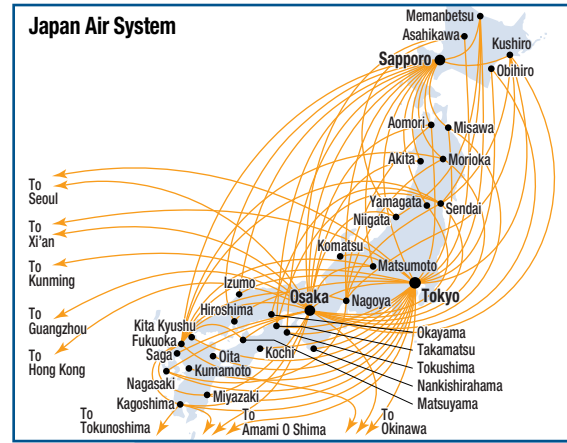 Japan Air System
Memanbetsu
Asahikawa
Kushiro
Sapporo
Obihiro
Aomori
Misawa
Akita
Morioka
To
Seoul
Yamagata
Sendai
Niigata
To
Xi'an
Komatsu
Matsumoto
To
Kunming
Izumo
Osaka
Tokyo
Nagoya
Hiroshima
To
Guangzhou
Kita Kyushu
Okayama
Fukuoka
Takamatsu
To
Hong Kong
Saga
Oita
Kochi
Tokushima
Nagasaki
Kumamoto
Nankishirahama
Miyazaki
Matsuyama
Kagoshima
To
Tokunoshima
To
Amami O Shima
To
Okinawa